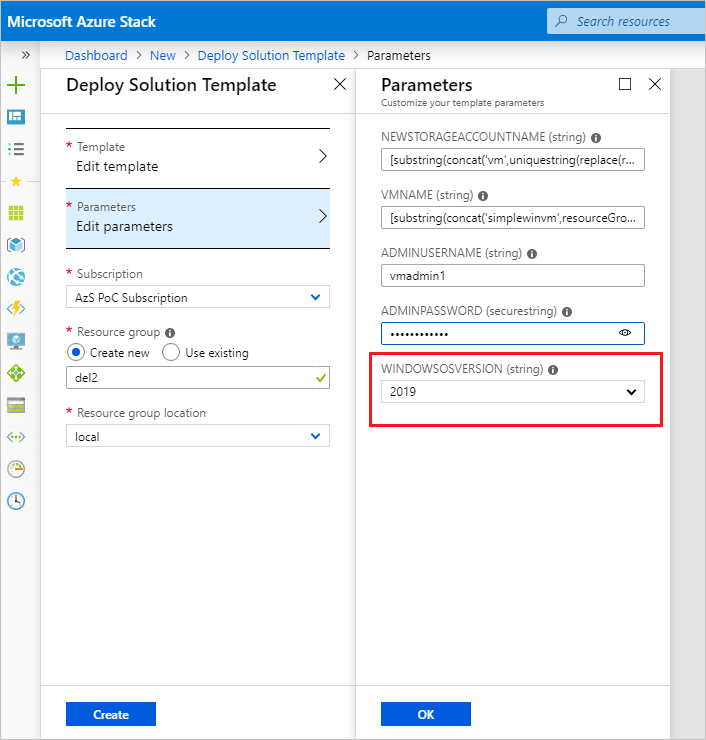 Microsoft Azure Stack
Search resources
Dashboard > New > Deploy Solution Template > Parameters
Deploy Solution Template
* Template
Edit template
* Parameters
Edit parameters
* Subscription
AzS PoC Subscription
* Resource group
Create new
Use existing
del2
* Resource group location
local
Create
Parameters
Customize your template parameters
NEWSTORAGEACCOUNTNAME (string)
[substring(concat('vm',uniquestring(replace(r...
VMNAME (string)
[substring(concat('simplewinvm',resourceGro...
ADMINUSERNAME (string)
vmadmin1
ADMINPASSWORD (securestring)
••••••••••••
WINDOWSOSVERSION (string)
2019
OK